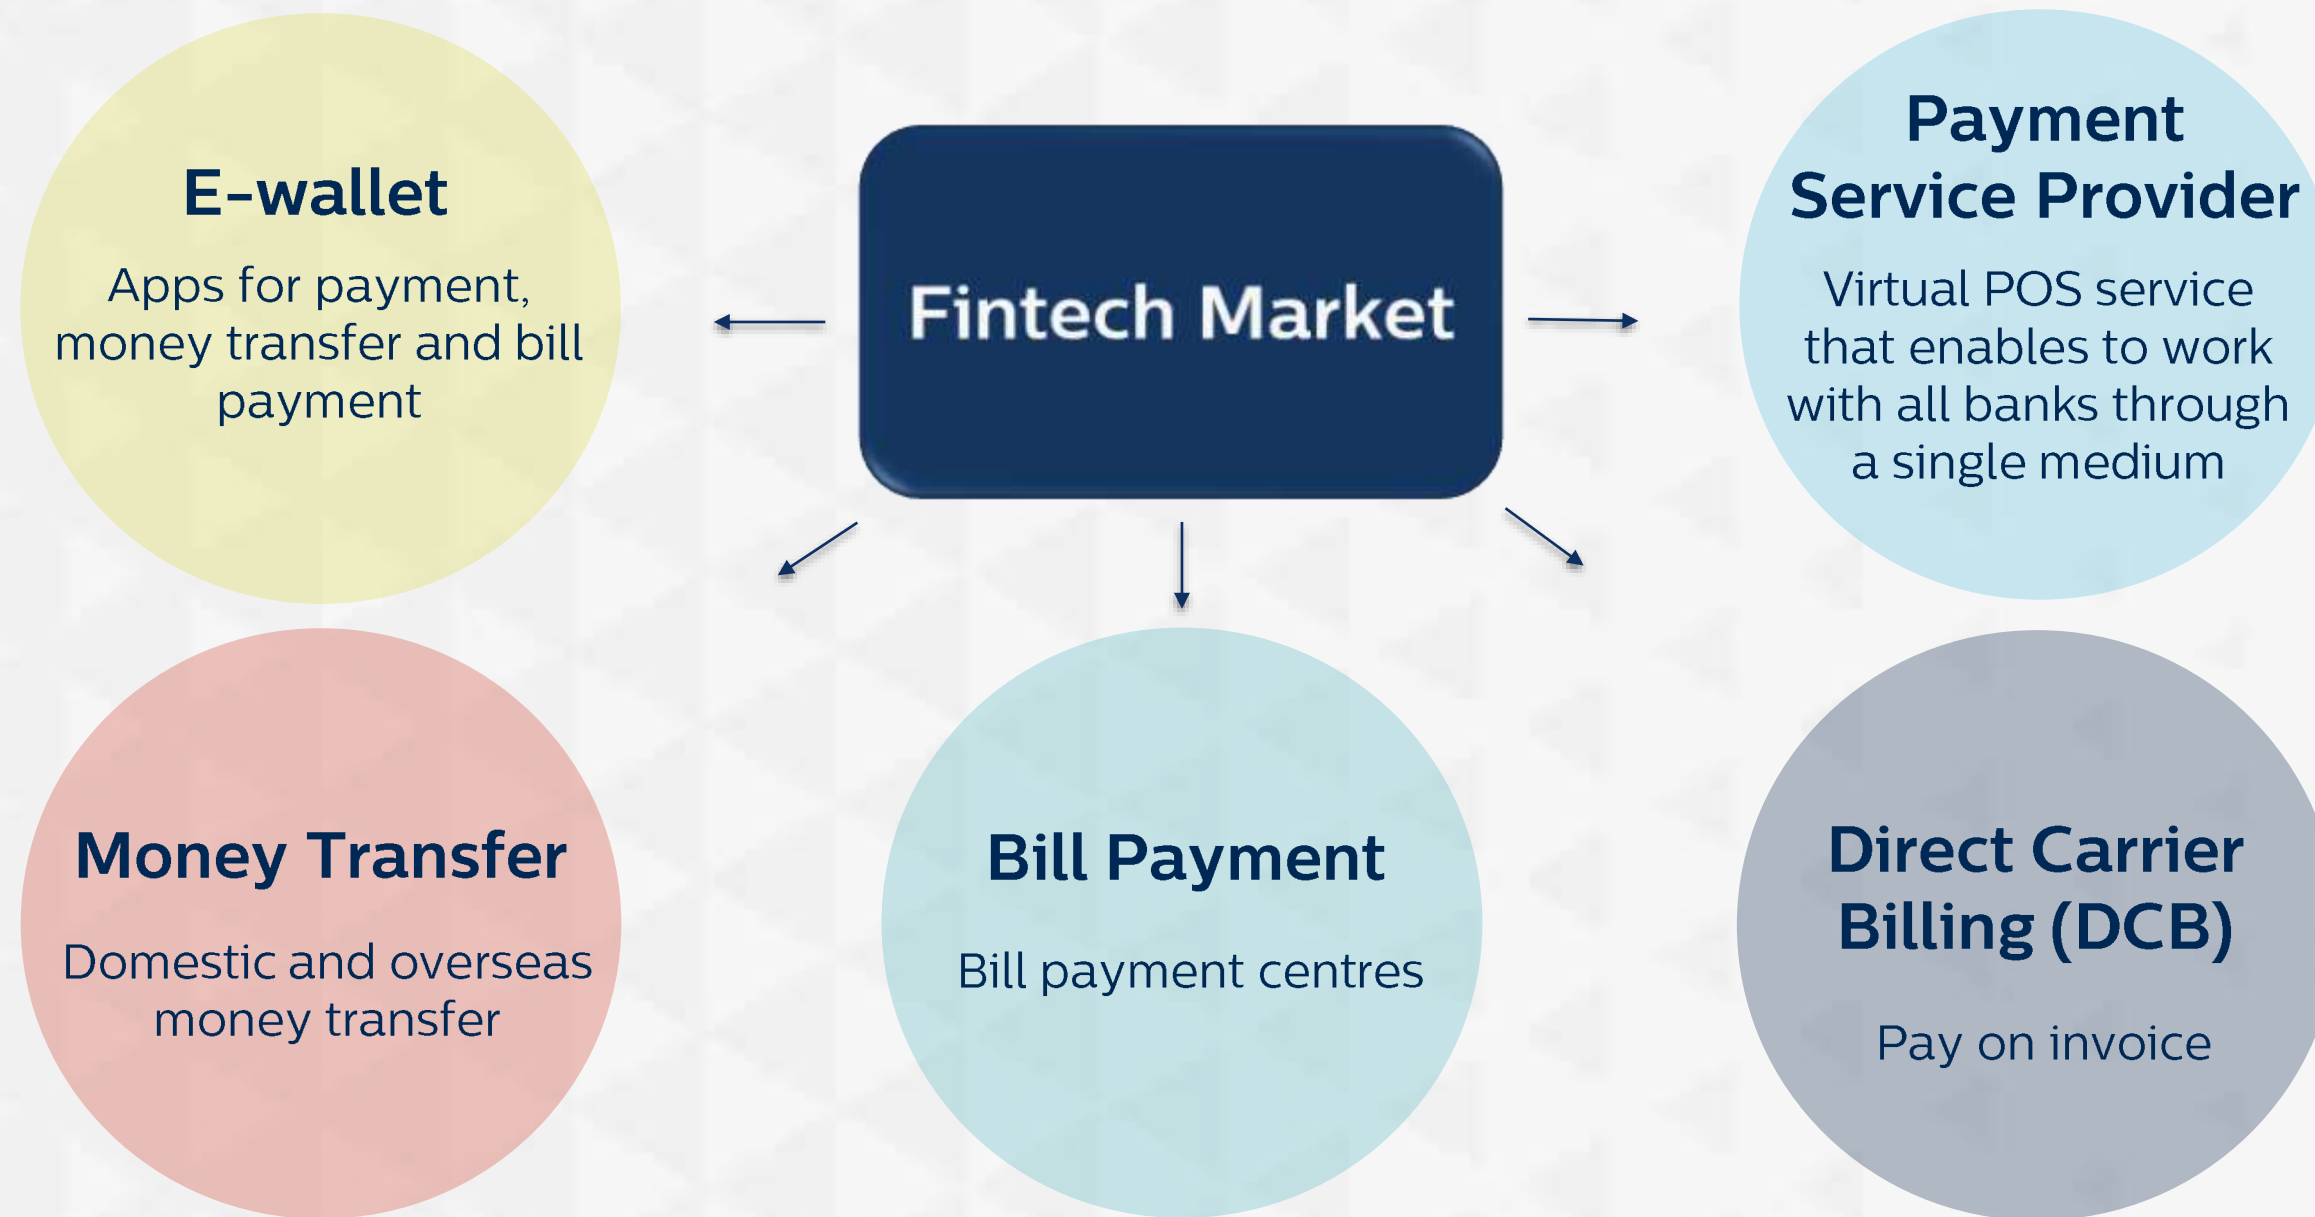 E-wallet
Apps for payment,
money transfer and bill
payment
Fintech Market
Payment
Service Provider
Virtual POS service
that enables to work
with all banks through
a single medium
Money Transfer
Domestic and overseas
money transfer
Bill Payment
Bill payment centres
Direct Carrier
Billing (DCB)
Pay on invoice